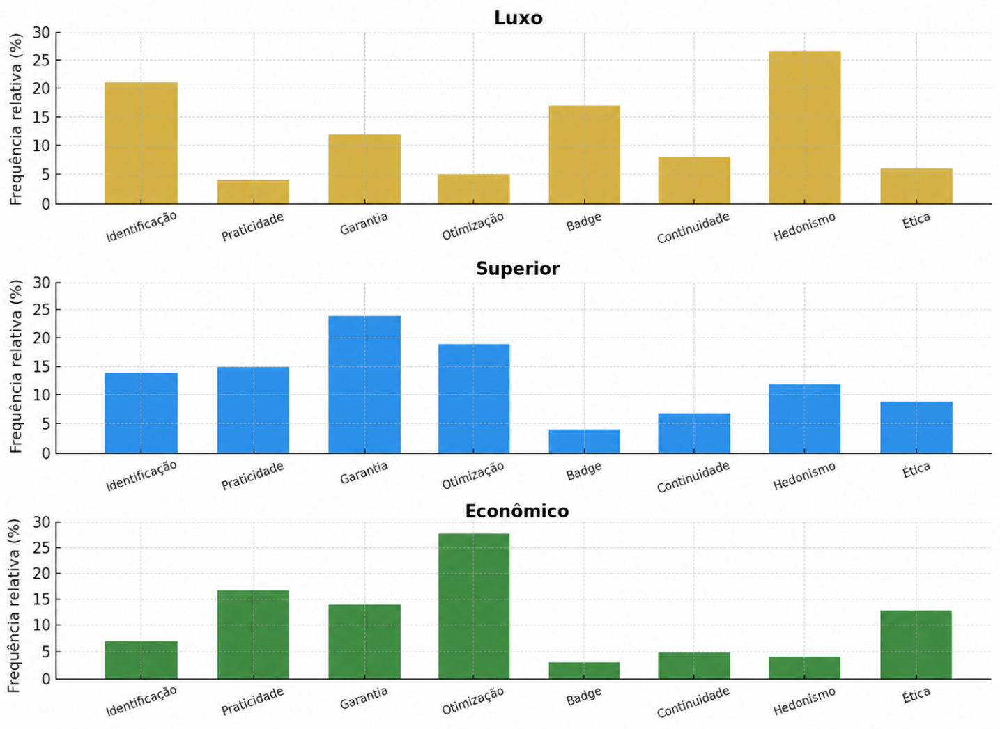 Luxo
Frequência relativa (%)
30
25
20
15
10
5
0
Identificação Praticidade Garantia Otimização Badge Continuidade Hedonismo Ética
Superior
Frequência relativa (%)
30
25
20
15
10
5
0
Identificação Praticidade Garantia Otimização Badge Continuidade Hedonismo Ética
Econômico
Frequência relativa (%)
30
25
20
15
10
5
0
Identificação Praticidade Garantia Otimização Badge Continuidade Hedonismo Ética